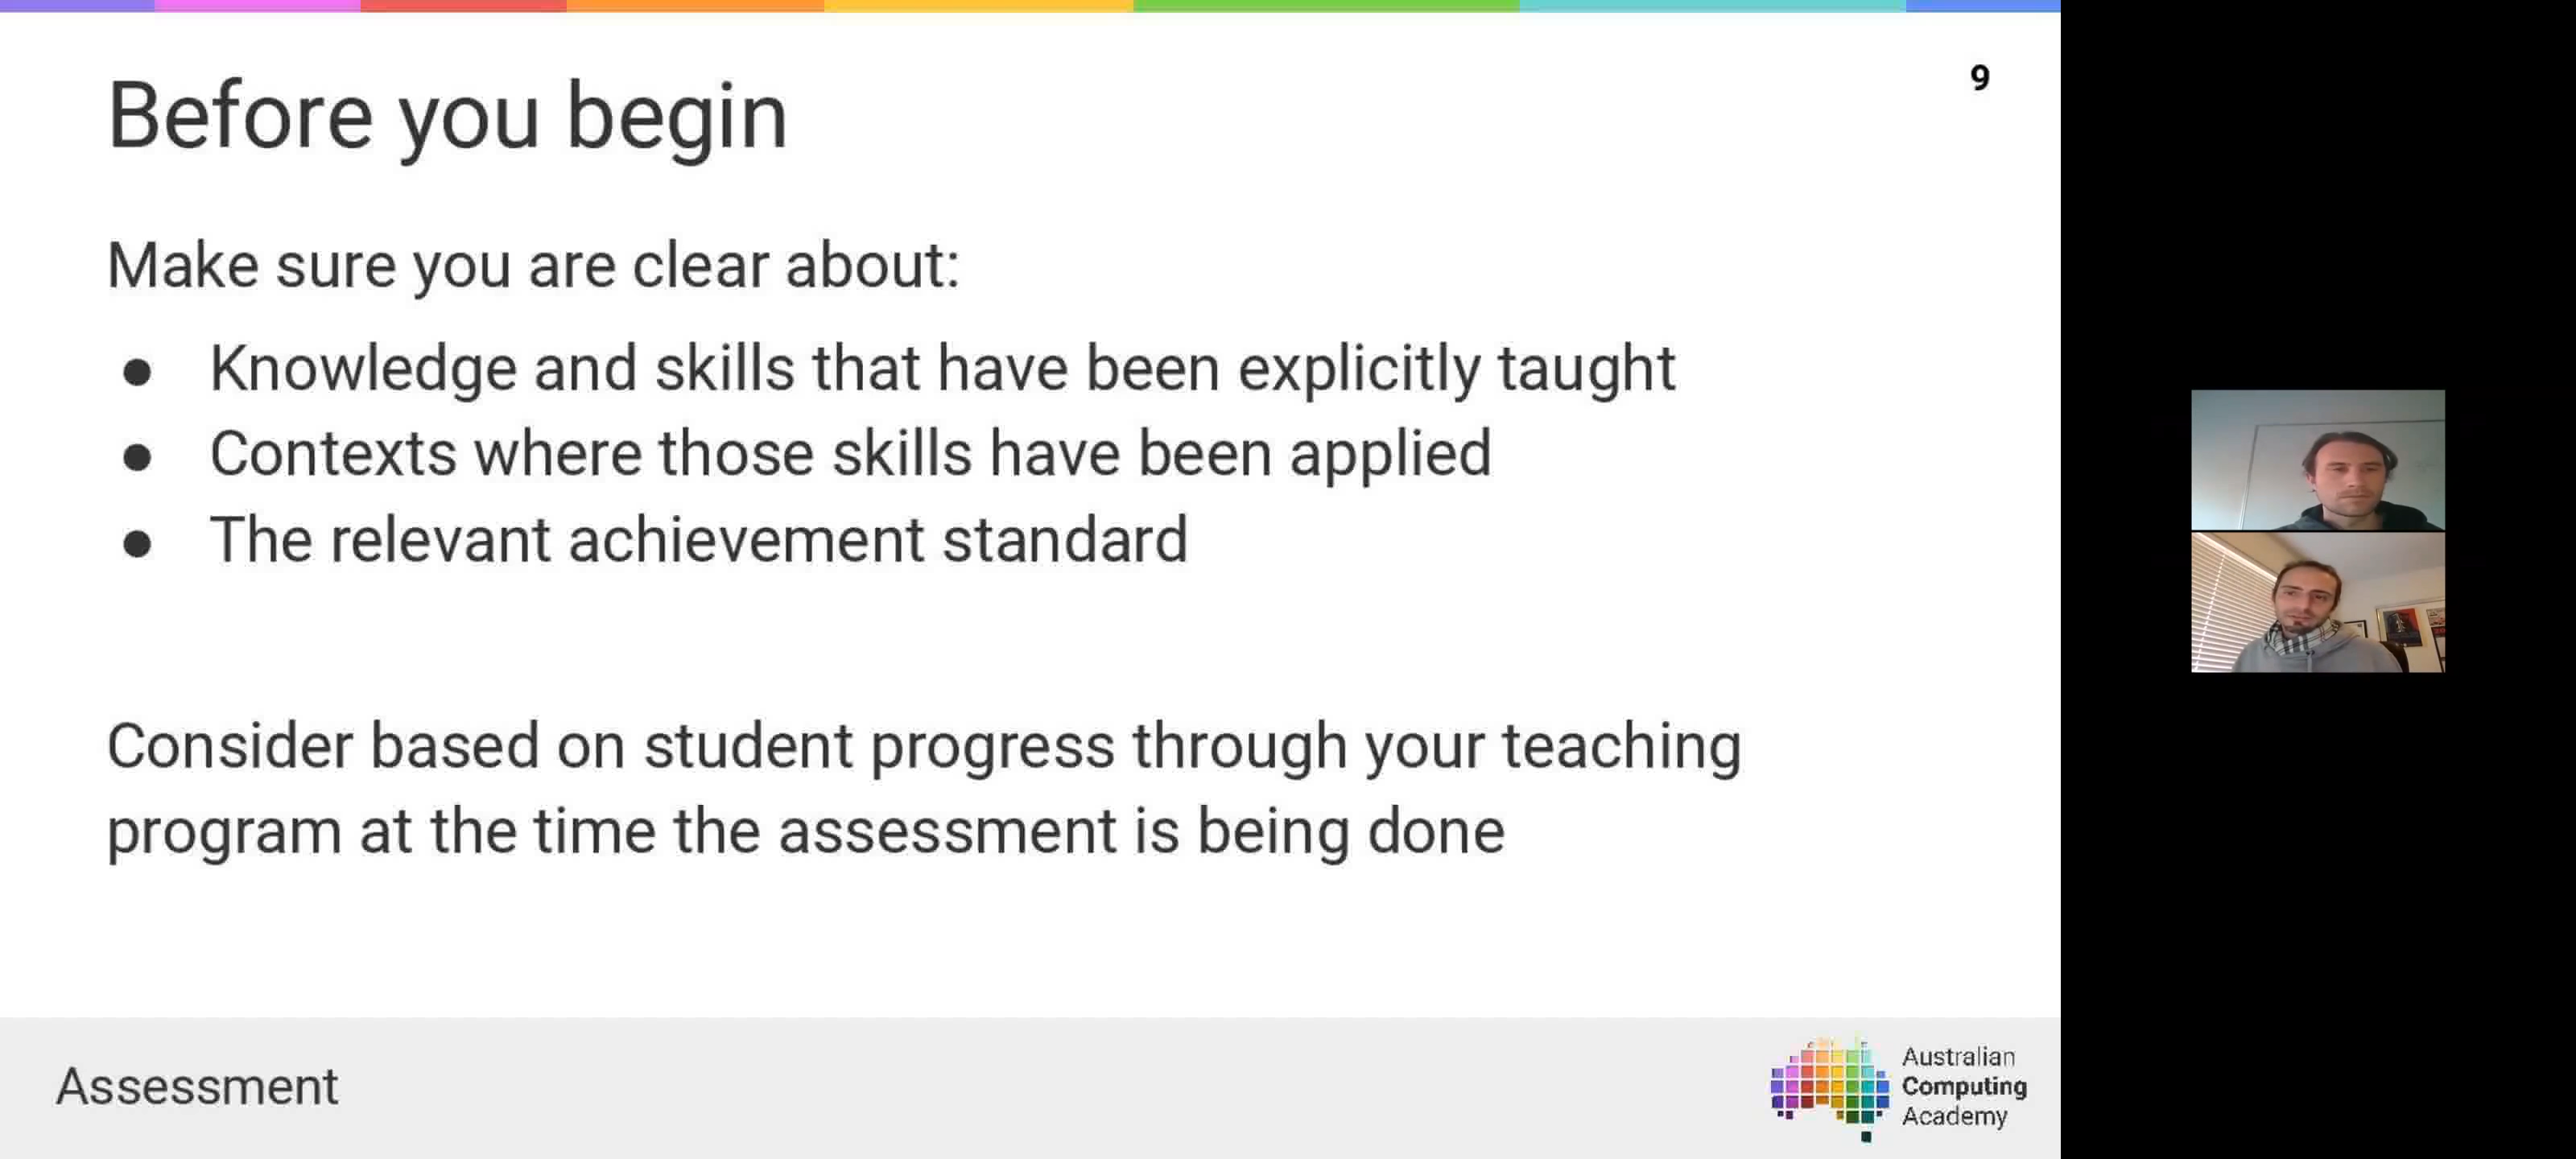 Before you begin
9
Make sure you are clear about:
● Knowledge and skills that have been explicitly taught
● Contexts where those skills have been applied
● The relevant achievement standard
Consider based on student progress through your teaching
program at the time the assessment is being done
Assessment
Australian
Computing
Academy